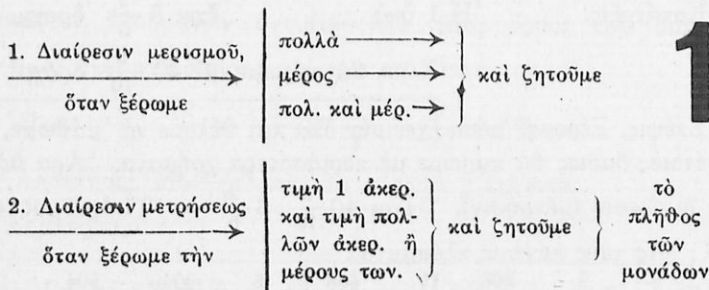 1. Διαίρεσιν μερισμοῦ,
ὅταν ξέρωμε
πολλὰ
μέρος
πολ. καὶ μέρ.
καὶ ζητοῦμε
1
2. Διαίρεσιν μετρήσεως
ὅταν ξέρωμε τὴν
τιμὴ 1 ἀκερ.
καὶ τιμὴ πολ-
λῶν ἀκερ. ἢ
μέρους των.
καὶ ζητοῦμε
τὸ
πλῆθος
τῶν
μονάδων